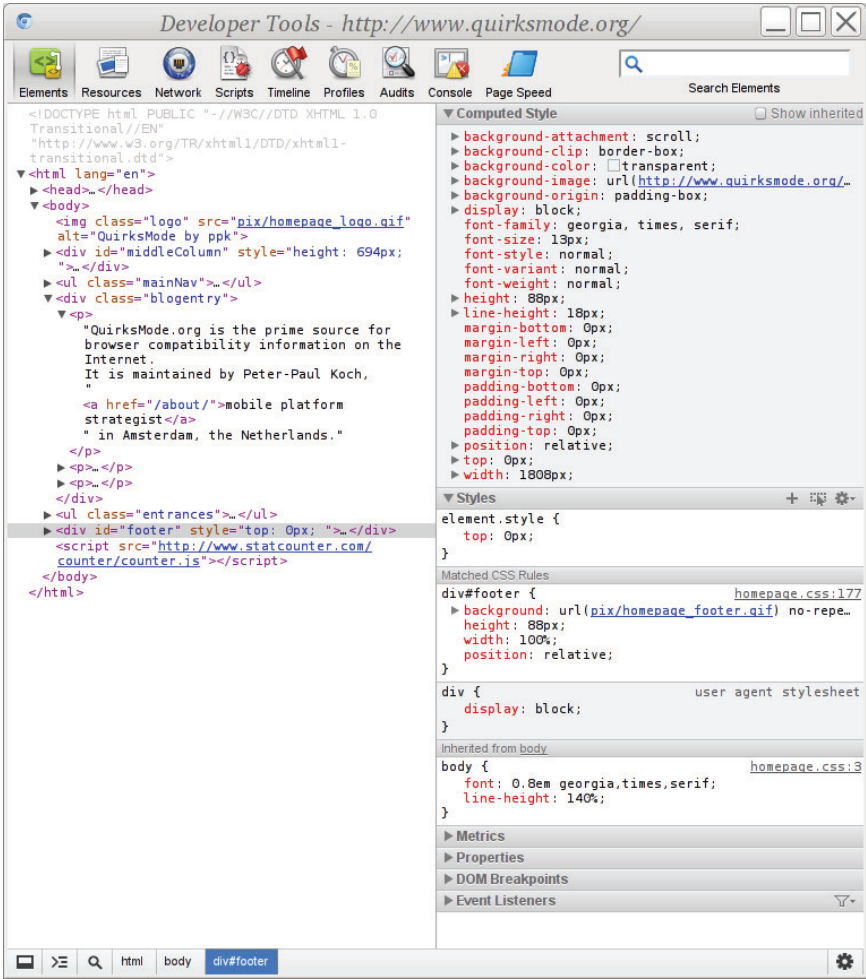 Developer Tools - http://www.quirksmode.org/
Elements Resources Network Scripts Timeline Profiles Audits Console Page Speed Search Elements
<!DOCTYPE html PUBLIC "-//W3C//DTD XHTML 1.0
Transitional//EN"
"http://www.w3.org/TR/xhtml1/DTD/xhtml1-
transitional.dtd">
▼<html lang="en">
▶<head>…</head>
▼<body>
<img class="logo" src="pix/homepage_logo.gif"
alt="QuirksMode by ppk">
▶<div id="middleColumn" style="height: 694px;
">…</div>
▶<ul class="mainNav">…</ul>
▼<div class="blogentry">
▼<p>
"QuirksMode.org is the prime source for
browser compatibility information on the
Internet.
It is maintained by Peter-Paul Koch,
"
<a href="/about/">mobile platform
strategist</a>
" in Amsterdam, the Netherlands."
</p>
▶<p>…</p>
▶<p>…</p>
</div>
▶<ul class="entrances">…</ul>
▶<div id="footer" style="top: 0px; ">…</div>
<script src="http://www.statcounter.com/
counter/counter.js"></script>
</body>
</html>
▼Computed Style Show inherited
▶background-attachment: scroll;
▶background-clip: border-box;
▶background-color: transparent;
▶background-image: url(http://www.quirksmode.org/…
▶background-origin: padding-box;
▶display: block;
font-family: georgia, times, serif;
font-size: 13px;
font-style: normal;
font-variant: normal;
font-weight: normal;
▶height: 88px;
▶line-height: 18px;
margin-bottom: 0px;
margin-left: 0px;
margin-right: 0px;
margin-top: 0px;
padding-bottom: 0px;
padding-left: 0px;
padding-right: 0px;
padding-top: 0px;
▶position: relative;
▶top: 0px;
▶width: 1808px;
▼Styles
element.style {
top: 0px;
}
Matched CSS Rules
div#footer { homepage.css:177
▶background: url(pix/homepage_footer.gif) no-repe…
height: 88px;
width: 100%;
position: relative;
}
div { user agent stylesheet
display: block;
}
Inherited from body
body { homepage.css:3
font: 0.8em georgia,times,serif;
line-height: 140%;
}
▶Metrics
▶Properties
▶DOM Breakpoints
▶Event Listeners
html body div#footer